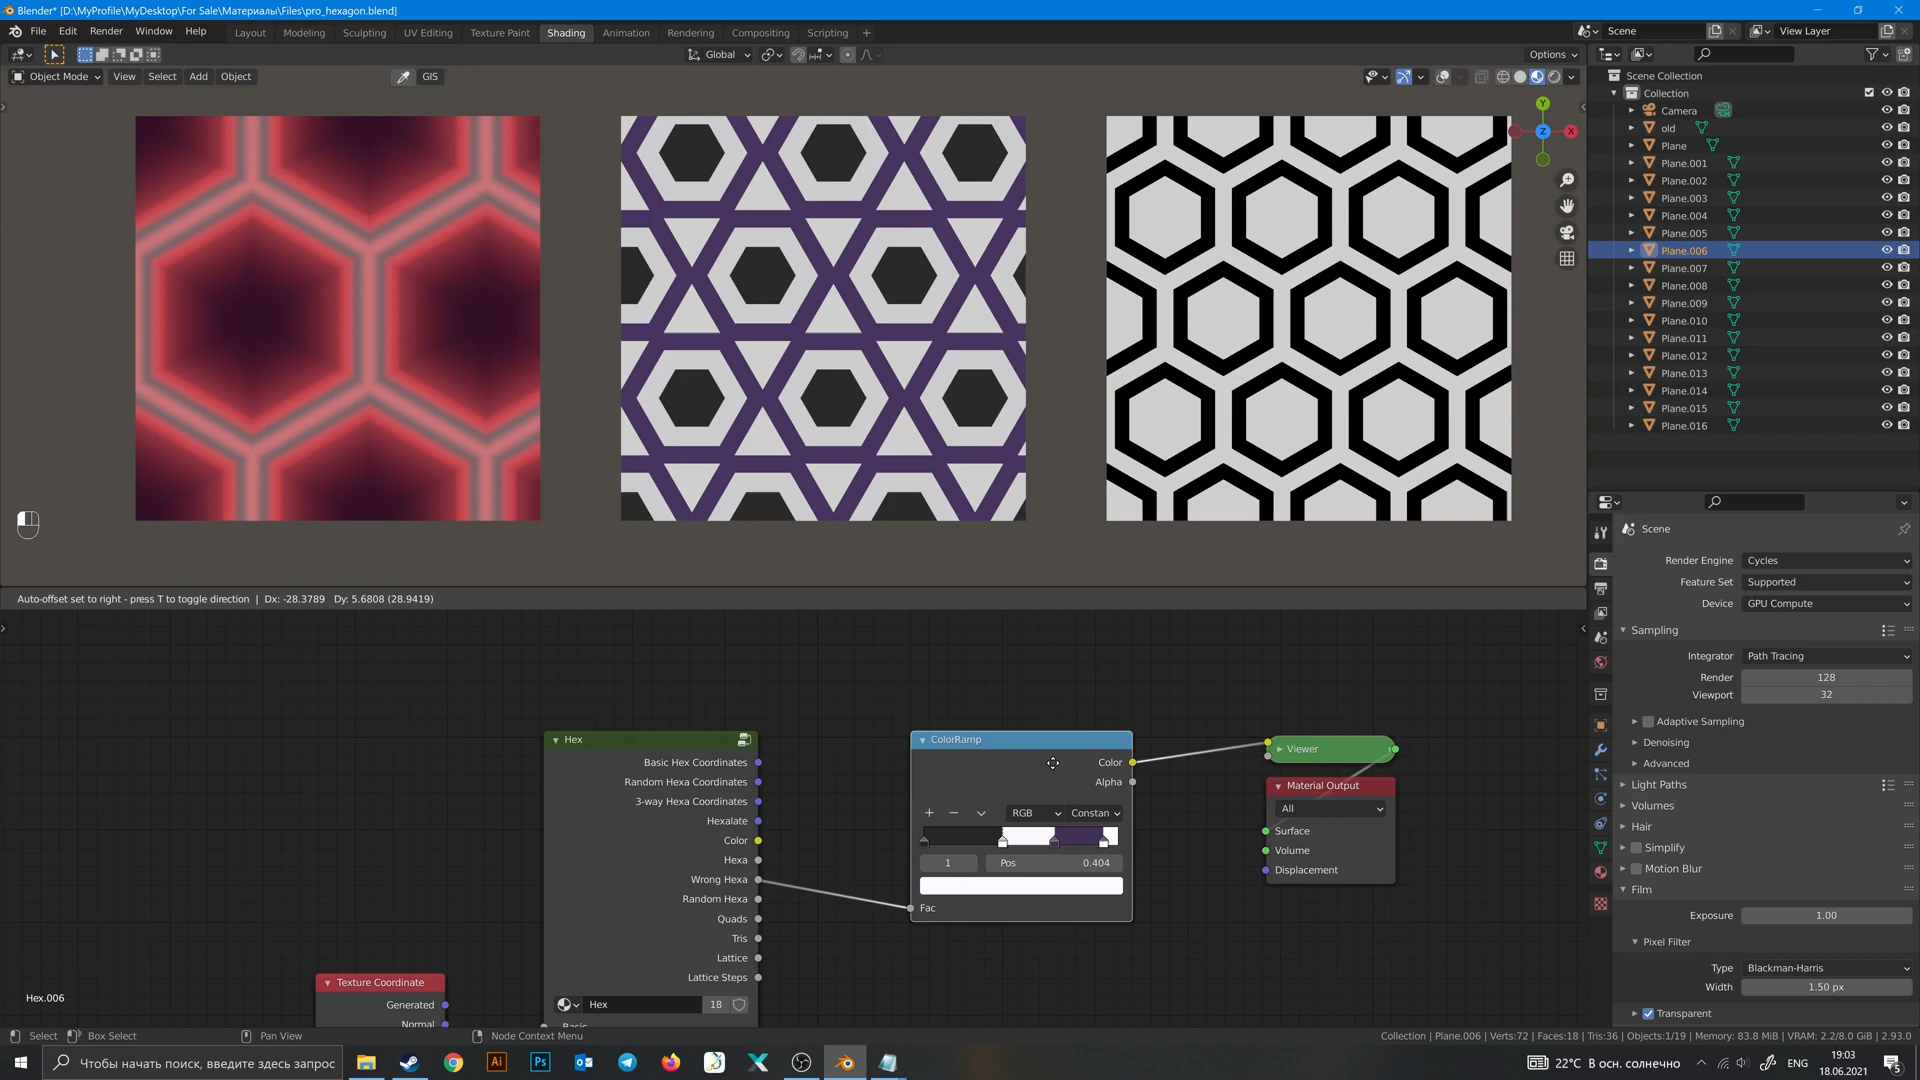 Blender* [D:\MyProfile\MyDesktop\For Sale\Материалы\Files\pro_hexagon.blend]
File Edit Render Window Help Layout Modeling Sculpting UV Editing Texture Paint Shading Animation Rendering Compositing Scripting + Scene View Layer
Global Options
Object Mode View Select Add Object GIS
Scene Collection
Collection
Camera
old
Plane
Plane.001
Plane.002
Plane.003
Plane.004
Plane.005
Plane.006
Plane.007
Plane.008
Plane.009
Plane.010
Plane.011
Plane.012
Plane.013
Plane.014
Plane.015
Plane.016
Y
Z
X
Scene
Render Engine Cycles
Feature Set Supported
Device GPU Compute
Sampling
Integrator Path Tracing
Render 128
Viewport 32
Adaptive Sampling
Denoising
Advanced
Light Paths
Volumes
Hair
Simplify
Motion Blur
Film
Exposure 1.00
Pixel Filter
Type Blackman-Harris
Width 1.50 px
Transparent
Auto-offset set to right - press T to toggle direction | Dx: -28.3789 Dy: 5.6808 (28.9419)
Hex
Basic Hex Coordinates
Random Hexa Coordinates
3-way Hexa Coordinates
Hexalate
Color
Hexa
Wrong Hexa
Random Hexa
Quads
Tris
Lattice
Lattice Steps
Hex 18
Basic
ColorRamp
Color
Alpha
+ − RGB Constan
1 Pos 0.404
Fac
Viewer
Material Output
All
Surface
Volume
Displacement
Texture Coordinate
Generated
Normal
Hex.006
Select Box Select Pan View Node Context Menu Collection | Plane.006 | Verts:72 | Faces:18 | Tris:36 | Objects:1/19 | Memory: 83.8 MiB | VRAM: 2.2/8.0 GiB | 2.93.0
Чтобы начать поиск, введите здесь запрос
Ai
Ps
22°C В осн. солнечно
ENG
19:03
18.06.2021
5